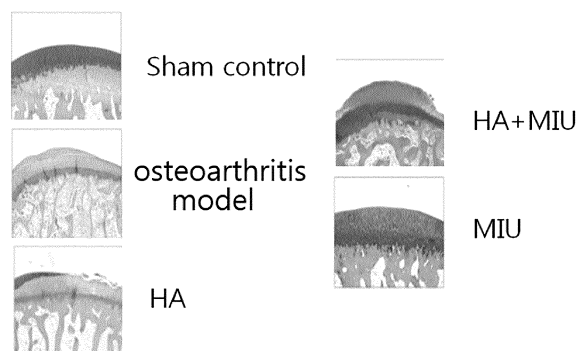 Sham control
osteoarthritis
model
HA
HA+MIU
MIU